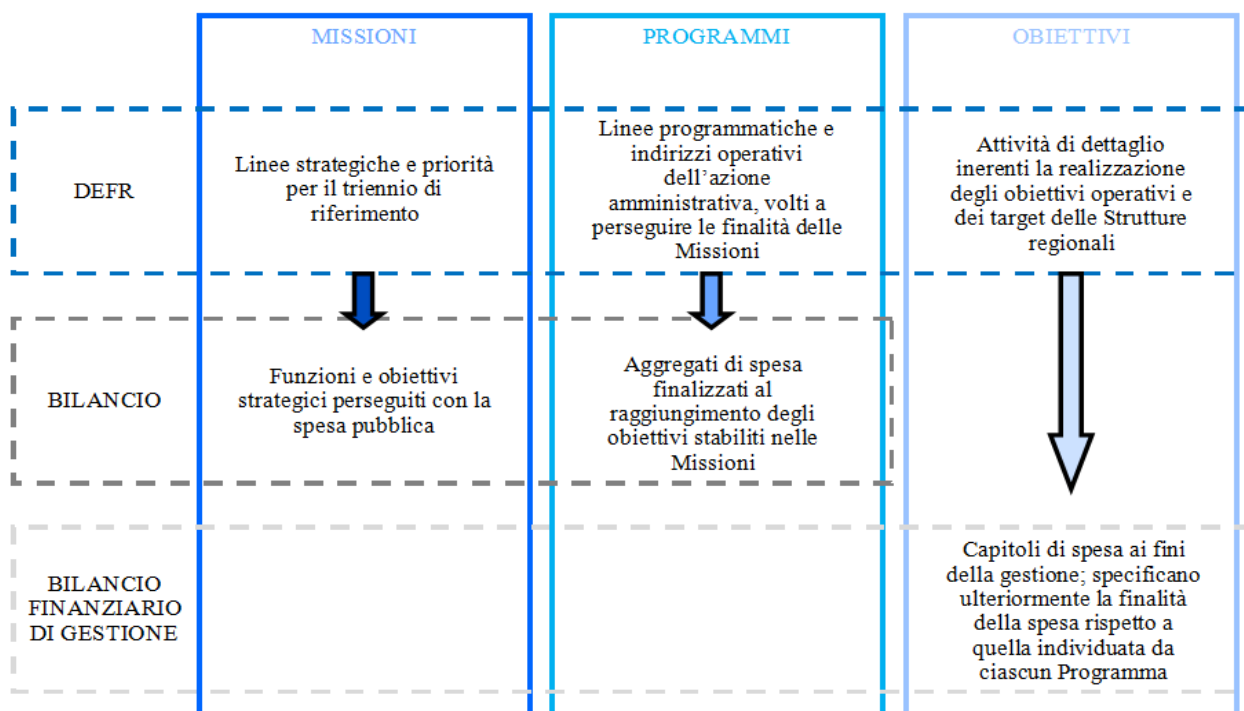 MISSIONI
PROGRAMMI
OBIETTIVI
DEFR
Linee strategiche e priorità
per il triennio di
riferimento
Linee programmatiche e
indirizzi operativi
dell’azione
amministrativa, volti a
perseguire le finalità delle
Missioni
Attività di dettaglio
inerenti la realizzazione
degli obiettivi operativi e
dei target delle Strutture
regionali
BILANCIO
Funzioni e obiettivi
strategici perseguiti con la
spesa pubblica
Aggregati di spesa
finalizzati al
raggiungimento degli
obiettivi stabiliti nelle
Missioni
BILANCIO
FINANZIARIO
DI GESTIONE
Capitoli di spesa ai fini
della gestione; specificano
ulteriormente la finalità
della spesa rispetto a
quella individuata da
ciascun Programma